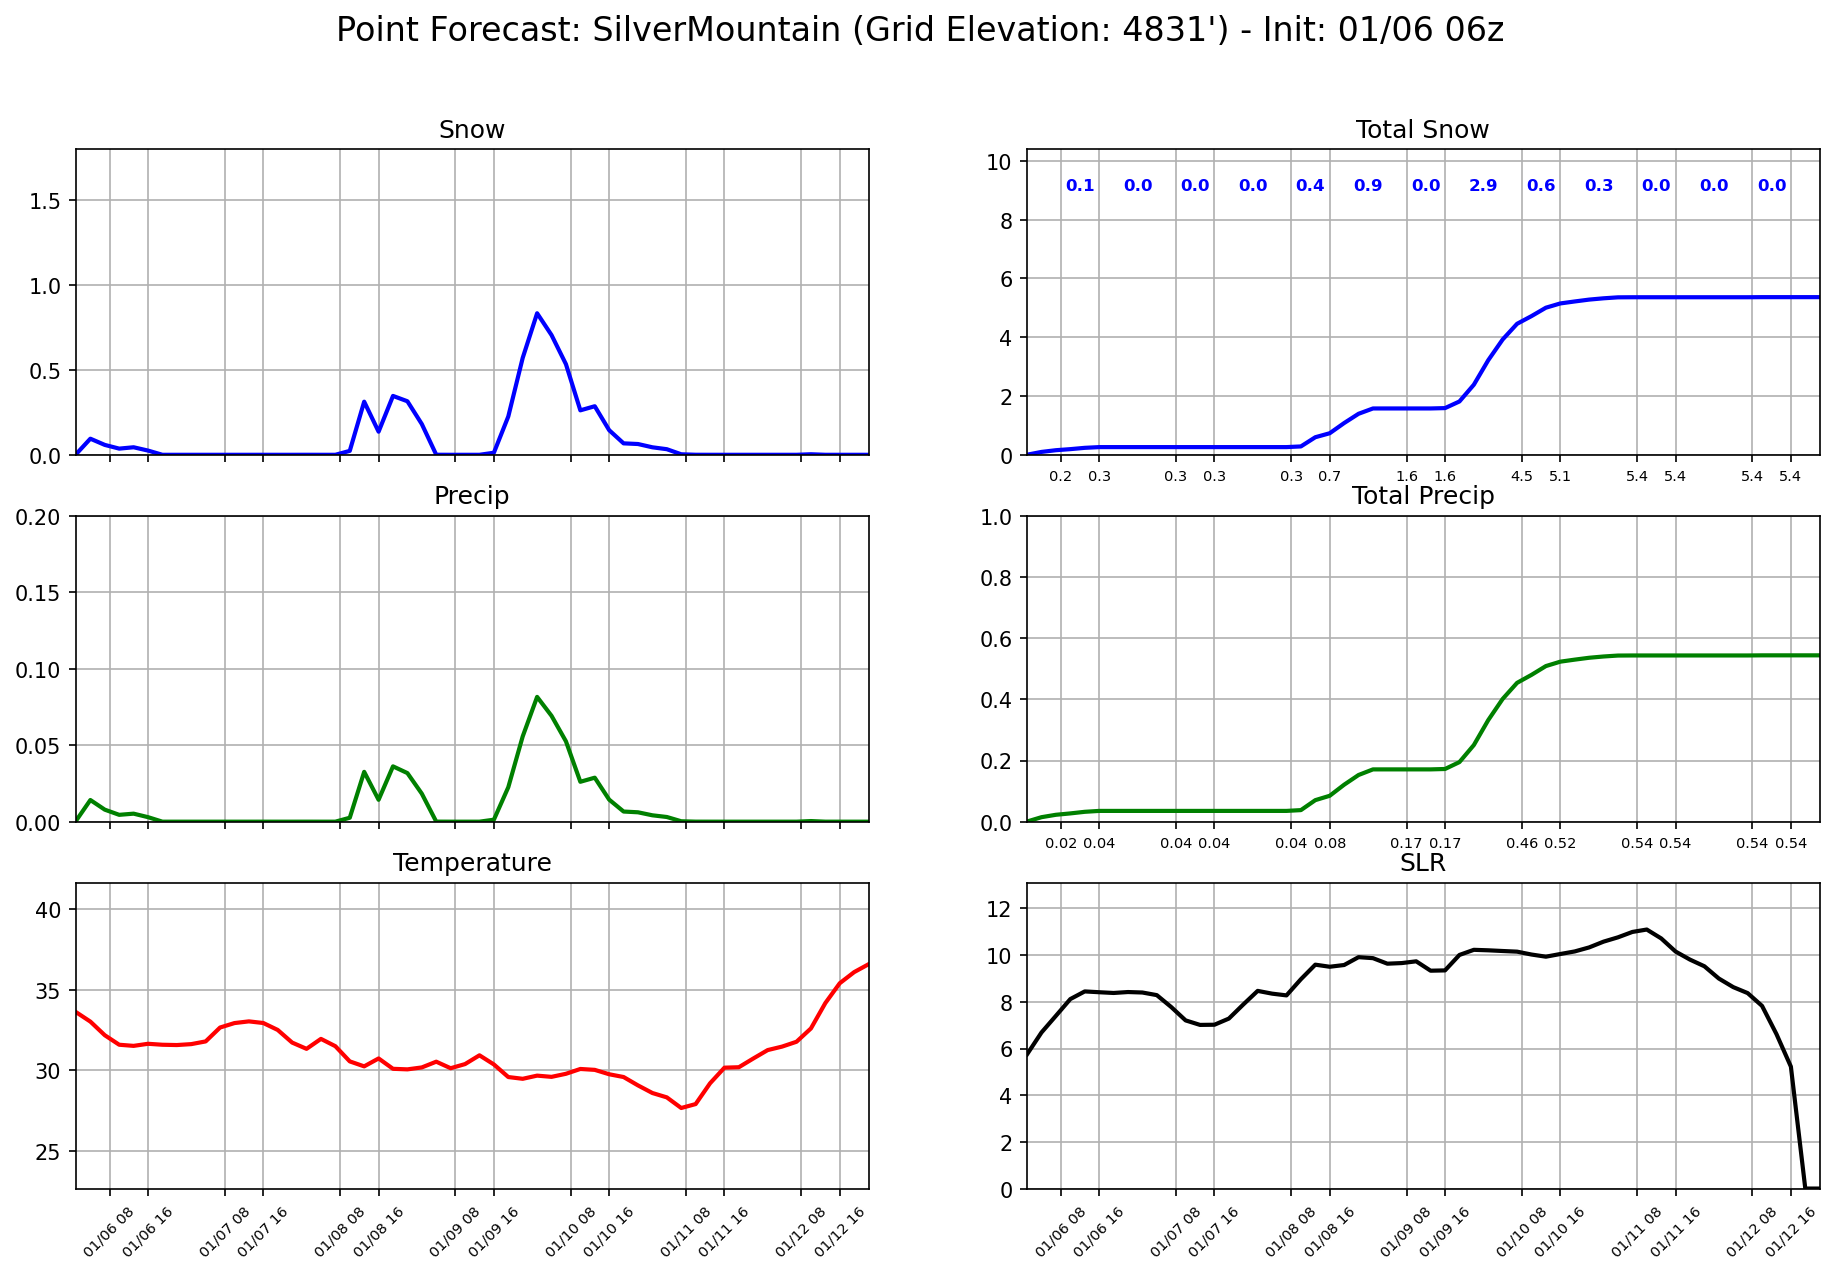 Point Forecast: SilverMountain (Grid Elevation: 4831') - Init: 01/06 06z
Snow
1.5
1.0
0.5
0.0
Total Snow
10
8
6
4
2
0
0.1 0.0 0.0 0.0 0.4 0.9 0.0 2.9 0.6 0.3 0.0 0.0 0.0
0.2 0.3 0.3 0.3 0.3 0.7 1.6 1.6 4.5 5.1 5.4 5.4 5.4 5.4
Precip
0.20
0.15
0.10
0.05
0.00
Total Precip
1.0
0.8
0.6
0.4
0.2
0.0
0.02 0.04 0.04 0.04 0.04 0.08 0.17 0.17 0.46 0.52 0.54 0.54 0.54 0.54
Temperature
40
35
30
25
01/06 08 01/06 16 01/07 08 01/07 16 01/08 08 01/08 16 01/09 08 01/09 16 01/10 08 01/10 16 01/11 08 01/11 16 01/12 08 01/12 16
SLR
12
10
8
6
4
2
0
01/06 08 01/06 16 01/07 08 01/07 16 01/08 08 01/08 16 01/09 08 01/09 16 01/10 08 01/10 16 01/11 08 01/11 16 01/12 08 01/12 16